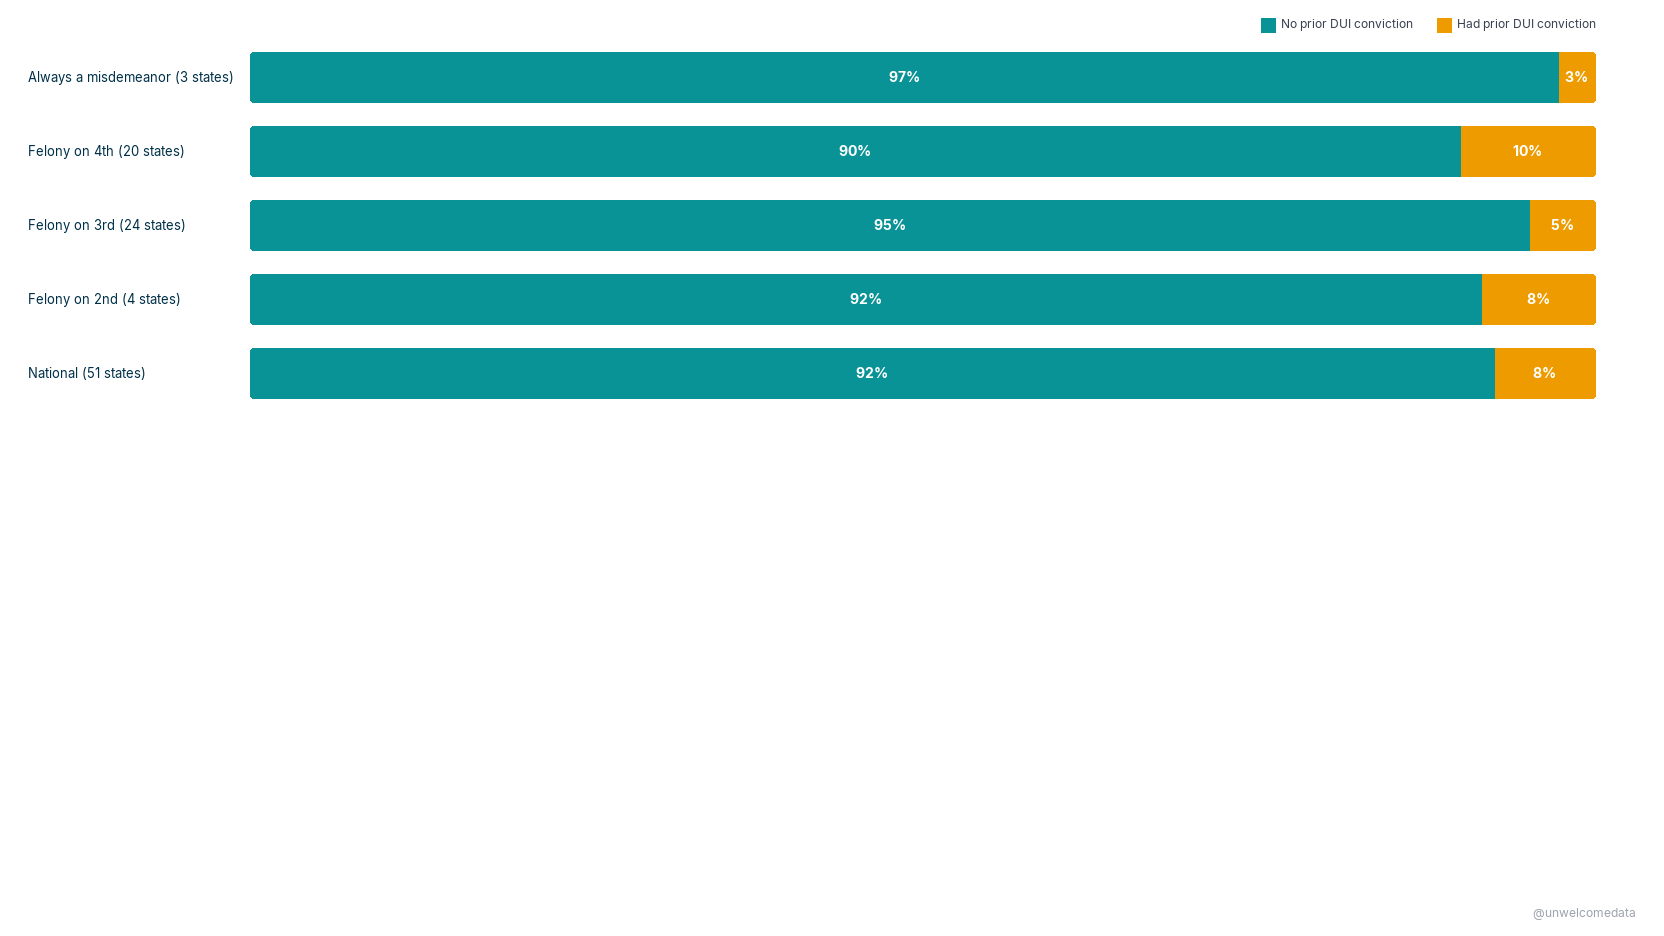 No prior DUI conviction Had prior DUI conviction
Always a misdemeanor (3 states) 97% 3%
Felony on 4th (20 states) 90% 10%
Felony on 3rd (24 states) 95% 5%
Felony on 2nd (4 states) 92% 8%
National (51 states) 92% 8%
@unwelcomedata